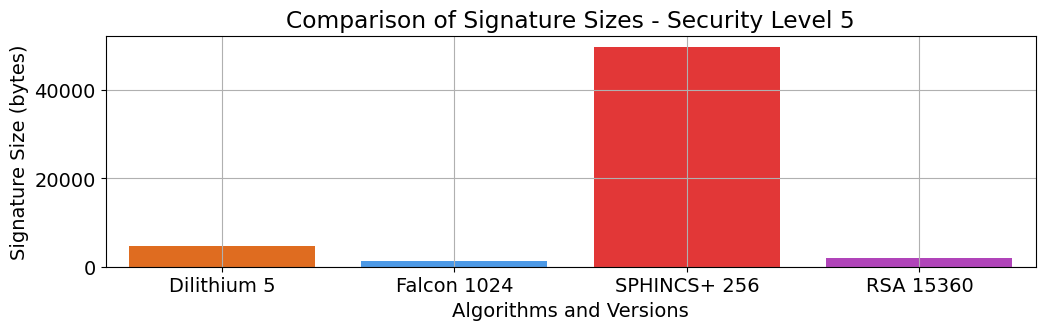 Comparison of Signature Sizes - Security Level 5
Signature Size (bytes)
40000
20000
0
Dilithium 5
Falcon 1024
SPHINCS+ 256
RSA 15360
Algorithms and Versions